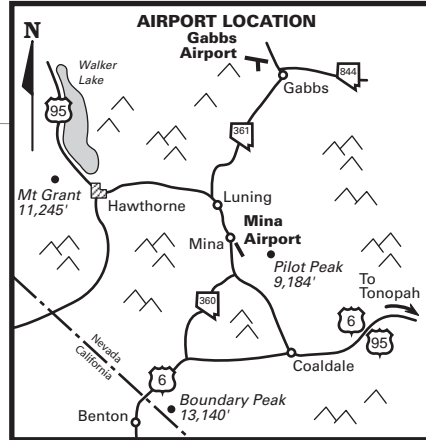 AIRPORT LOCATION
N
Gabbs
Airport
Walker
Lake
844
Gabbs
95
361
Mt Grant
11,245'
Hawthorne
Luning
Mina
Airport
Mina
Pilot Peak
9,184'
To
Tonopah
360
6
95
Nevada
California
Coaldale
6
Boundary Peak
13,140'
Benton